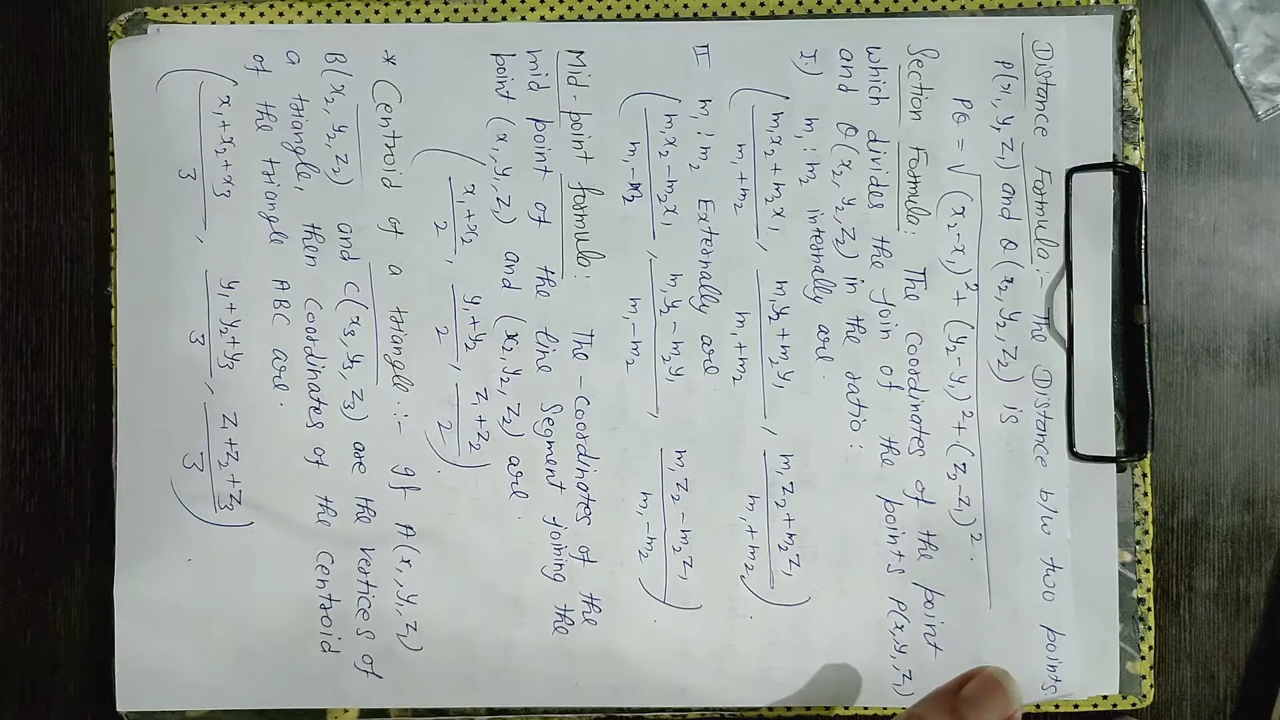 Distance Formula :- The Distance b/w two points
P(x₁, y₁, z₁) and Q(x₂, y₂, z₂) is
PQ = √(x₂-x₁)² + (y₂-y₁)² + (z₂-z₁)².
Section Formula: The coordinates of the point
which divides the join of the points P(x₁y₁, z₁)
and Q(x₂, y₂, z₂) in the ratio:
I) m₁ : m₂ internally are.
( m₁x₂ + m₂x₁ / m₁ + m₂ , m₁y₂ + m₂y₁ / m₁ + m₂ , m₁z₂ + m₂z₁ / m₁ + m₂ ).
II m₁ : m₂ Externally are
( m₁x₂ - m₂x₁ / m₁ - m₂ , m₁y₂ - m₂y₁ / m₁ - m₂ , m₁z₂ - m₂z₁ / m₁ - m₂ ).
Mid-point formula: The -coordinates of the
mid point of the line Segment joining the
point (x₁, y₁, z₁) and (x₂, y₂, z₂) are.
( x₁ + x₂ / 2 , y₁ + y₂ / 2 , z₁ + z₂ / 2 ).
* Centroid of a triangle :- If A(x₁, y₁, z₁)
B(x₂, y₂, z₂) and C(x₃, y₃, z₃) are the vertices of
a triangle, then coordinates of the centroid
of the triangle ABC are.
( x₁ + x₂ + x₃ / 3 , y₁ + y₂ + y₃ / 3 , z₁ + z₂ + z₃ / 3 )